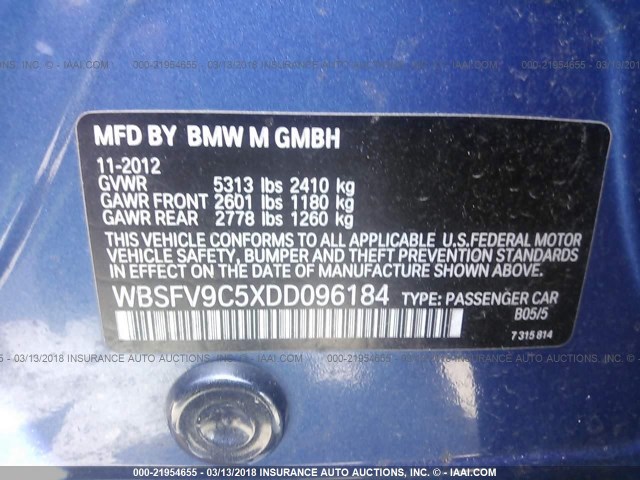 MFD BY BMW M GMBH
11-2012
GVWR 5313 lbs 2410 kg
GAWR FRONT 2601 lbs 1180 kg
GAWR REAR 2778 lbs 1260 kg
THIS VEHICLE CONFORMS TO ALL APPLICABLE U.S.FEDERAL MOTOR
VEHICLE SAFETY, BUMPER, AND THEFT PREVENTION STANDARDS
IN EFFECT ON THE DATE OF MANUFACTURE SHOWN ABOVE.
WBSFV9C5XDD096184 TYPE: PASSENGER CAR
B05/5
7 315 814
000-21954655 - 03/13/2018 INSURANCE AUTO AUCTIONS, INC. - © - IAAI.COM